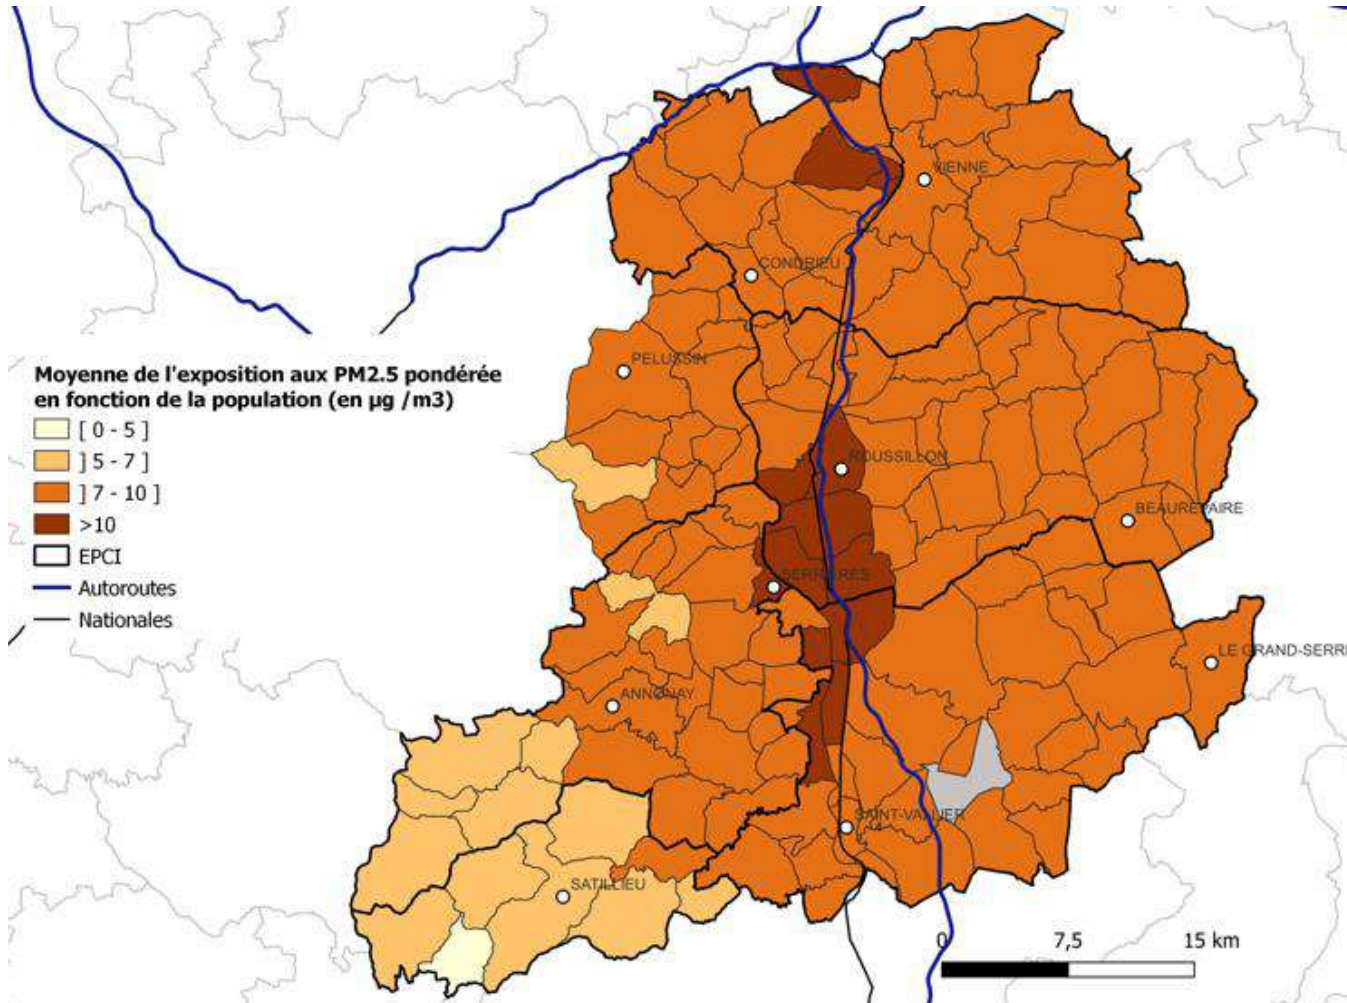 VIENNE
CONDRIEU
PELUSSIN
Moyenne de l'exposition aux PM2.5 pondérée
en fonction de la population (en µg /m3)
[ 0 - 5 ]
] 5 - 7 ]
] 7 - 10 ]
>10
EPCI
Autoroutes
Nationales
ROUSSILLON
BEAUREPAIRE
SERRIERES
LE GRAND-SERRE
ANNONAY
SAINT-VALLIER
SATILLIEU
0 7,5 15 km